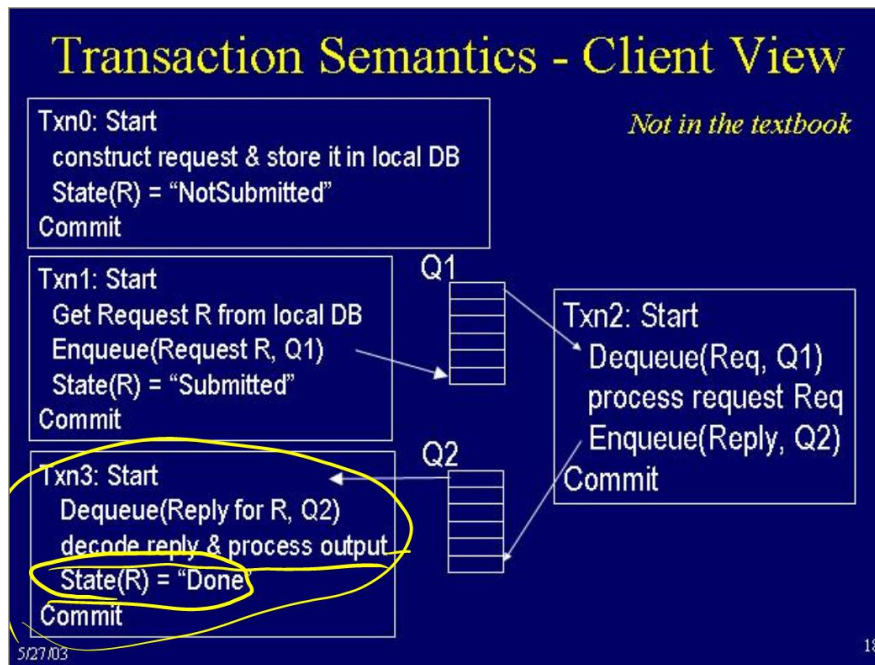 Transaction Semantics - Client View
Not in the textbook
Txn0: Start
construct request & store it in local DB
State(R) = “NotSubmitted”
Commit
Txn1: Start
Get Request R from local DB
Enqueue(Request R, Q1)
State(R) = “Submitted”
Commit
Q1
Txn2: Start
Dequeue(Req, Q1)
process request Req
Enqueue(Reply, Q2)
Commit
Q2
Txn3: Start
Dequeue(Reply for R, Q2)
decode reply & process output
State(R) = “Done”
Commit
5/27/03